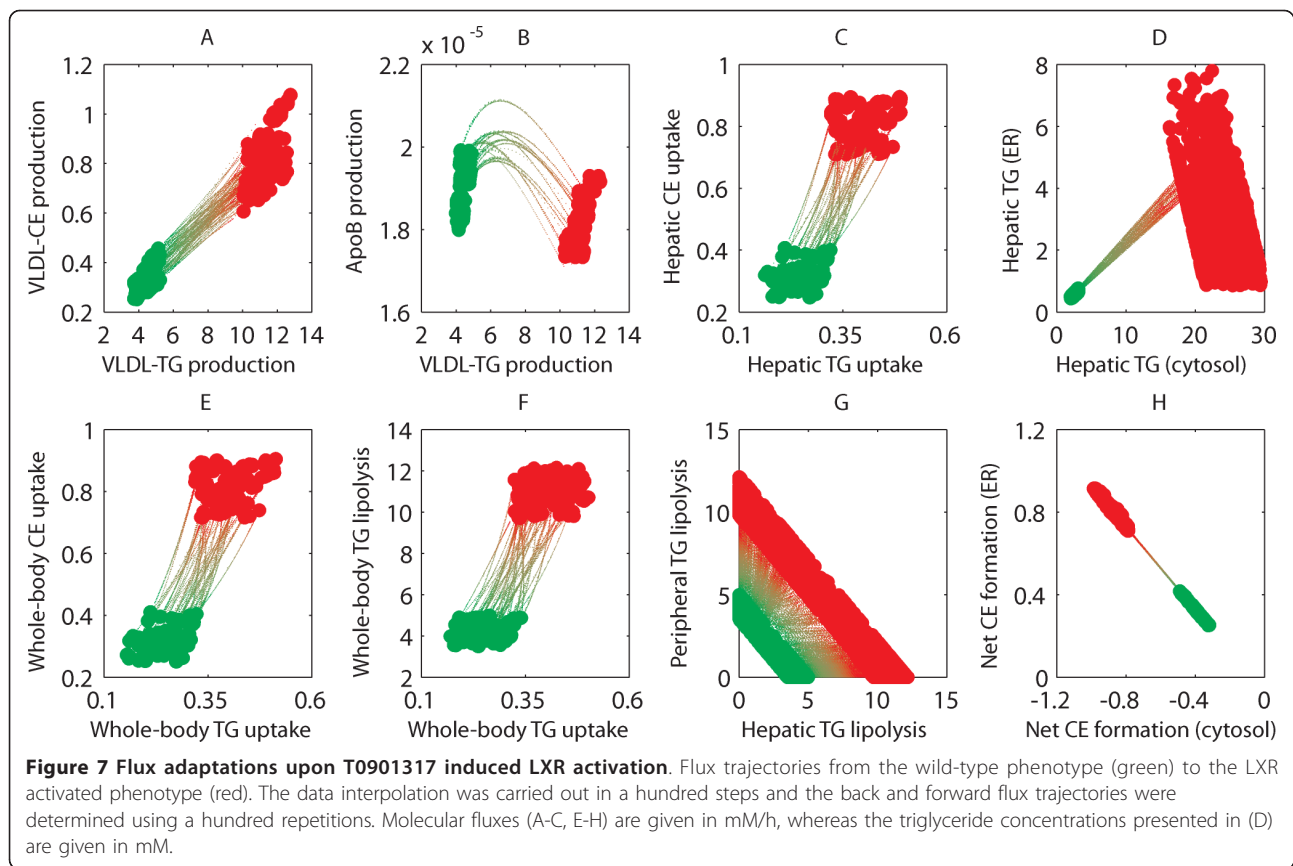 A
VLDL-CE production
1.2
1
0.8
0.6
0.4
0.2
2 4 6 8 10 12 14
VLDL-TG production
B
x 10-5
ApoB production
2.2
2
1.8
1.6
2 4 6 8 10 12 14
VLDL-TG production
C
Hepatic CE uptake
1
0.8
0.6
0.4
0.2
0.1 0.35 0.6
Hepatic TG uptake
D
Hepatic TG (ER)
8
6
4
2
0
0 10 20 30
Hepatic TG (cytosol)
E
Whole-body CE uptake
1
0.8
0.6
0.4
0.2
0.1 0.35 0.6
Whole-body TG uptake
F
Whole-body TG lipolysis
14
12
10
8
6
4
2
0.1 0.35 0.6
Whole-body TG uptake
G
Peripheral TG lipolysis
15
10
5
0
0 5 10 15
Hepatic TG lipolysis
H
Net CE formation (ER)
1.2
0.8
0.4
0
-1.2 -0.8 -0.4 0
Net CE formation (cytosol)
Figure 7 Flux adaptations upon T0901317 induced LXR activation. Flux trajectories from the wild-type phenotype (green) to the LXR
activated phenotype (red). The data interpolation was carried out in a hundred steps and the back and forward flux trajectories were
determined using a hundred repetitions. Molecular fluxes (A-C, E-H) are given in mM/h, whereas the triglyceride concentrations presented in (D)
are given in mM.